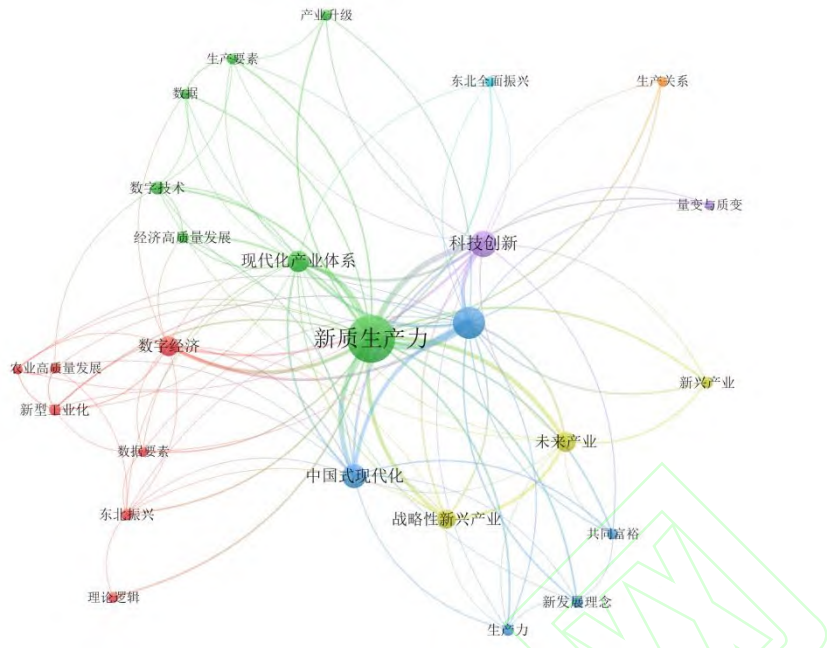 产业升级
生产要素
东北全面振兴
生产关系
数据
数字技术
量变与质变
经济高质量发展
科技创新
现代化产业体系
新质生产力
数字经济
农业高质量发展
新兴产业
新型工业化
未来产业
数据要素
中国式现代化
东北振兴
战略性新兴产业
共同富裕
理论逻辑
新发展理念
生产力